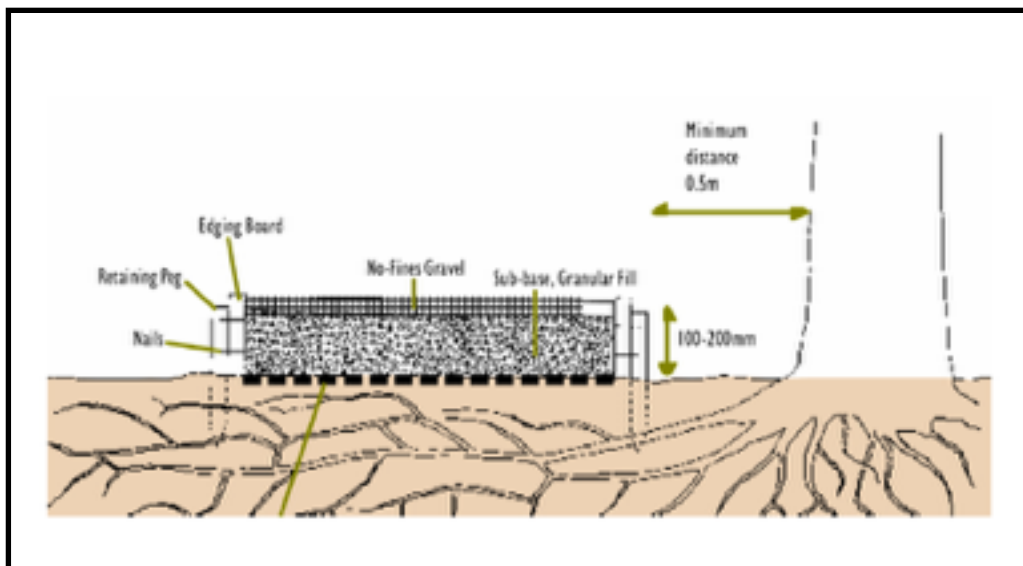 Minimum
distance
0.5m
Edging Board
No-Fines Gravel
Retaining Peg
Sub-base, Granular Fill
Nails
100-200mm